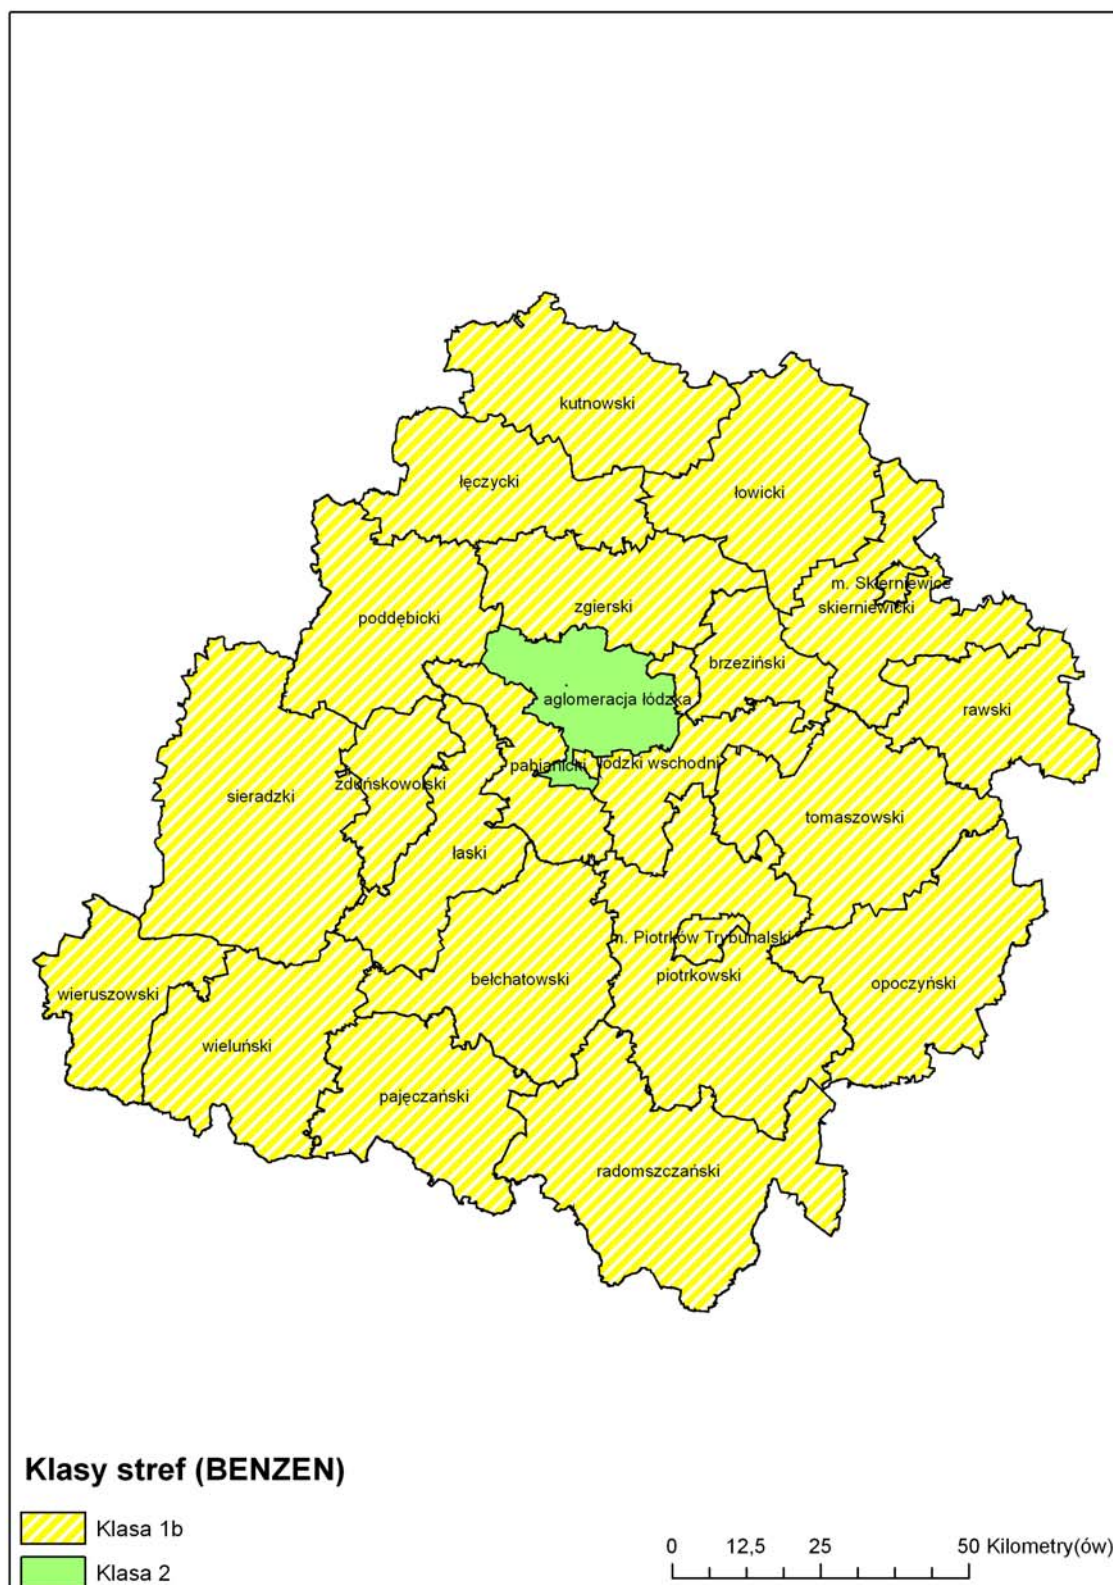 kutnowski
łęczycki
łowicki
m. Skierniewice
skierniewicki
zgierski
poddębicki
brzeziński
aglomeracja łódzka
rawski
pabianicki
łódzki wschodni
zduńskowolski
sieradzki
tomaszowski
łaski
m. Piotrków Trybunalski
piotrkowski
bełchatowski
opoczyński
wieruszowski
wieluński
pajęczański
radomszczański
Klasy stref (BENZEN)
Klasa 1b
Klasa 2
0 12,5 25 50 Kilometry(ów)